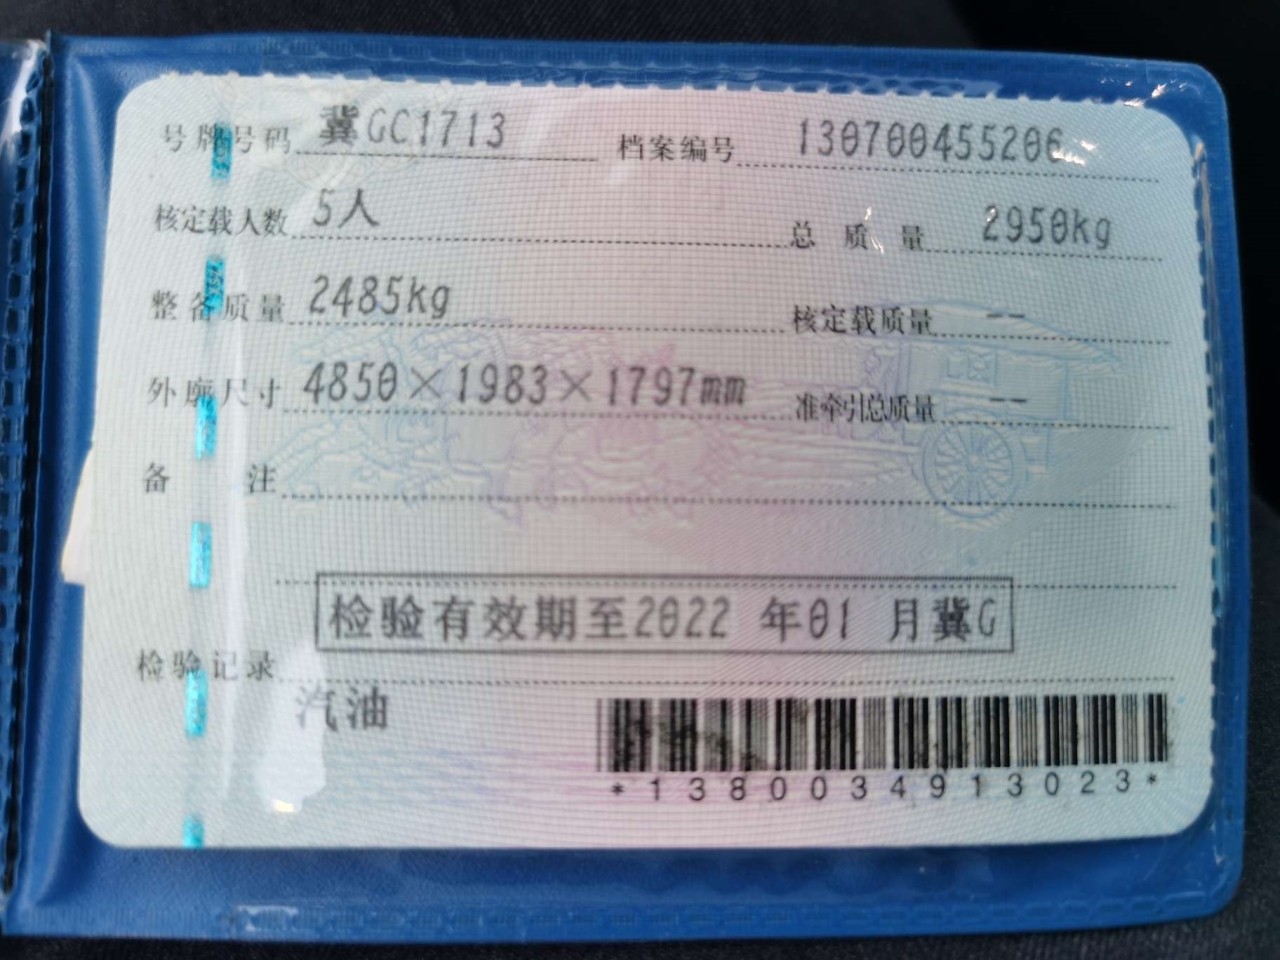 号牌号码 冀GC1713 档案编号 130700455206
核定载人数 5人 总质量 2950kg
整备质量 2485kg 核定载质量 --
外廓尺寸 4850×1983×1797mm 准牵引总质量 --
备注
检验有效期至2022 年01 月冀G
检验记录
汽油
*1380034913023*